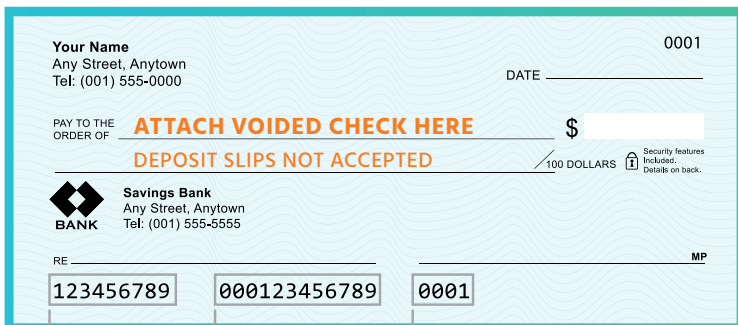 Your Name
0001
Any Street, Anytown
Tel: (001) 555-0000
DATE
PAY TO THE
ORDER OF
ATTACH VOIDED CHECK HERE
$
DEPOSIT SLIPS NOT ACCEPTED
/100 DOLLARS
Security features
Included.
Details on back.
Savings Bank
Any Street, Anytown
Tel: (001) 555-5555
BANK
RE
MP
123456789 000123456789 0001